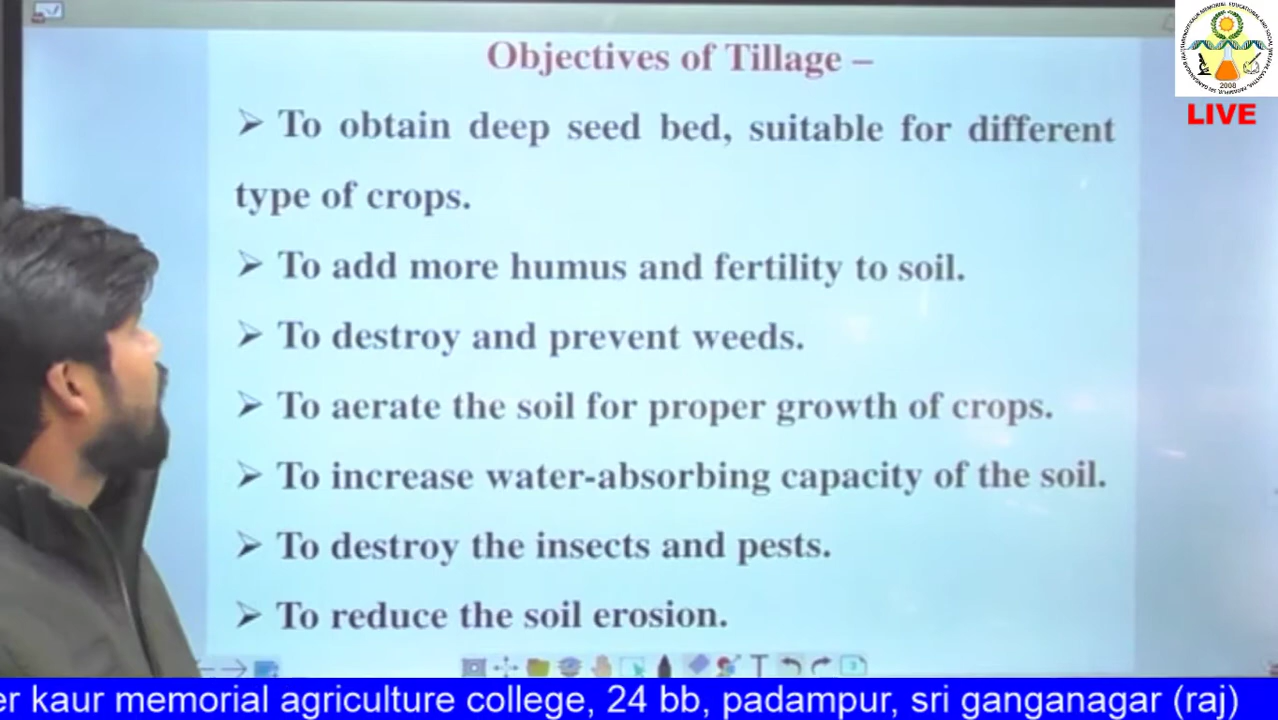 Objectives of Tillage –
➢ To obtain deep seed bed, suitable for different
type of crops.
➢ To add more humus and fertility to soil.
➢ To destroy and prevent weeds.
➢ To aerate the soil for proper growth of crops.
➢ To increase water-absorbing capacity of the soil.
➢ To destroy the insects and pests.
➢ To reduce the soil erosion.
2008
LIVE
er kaur memorial agriculture college, 24 bb, padampur, sri ganganagar (raj)